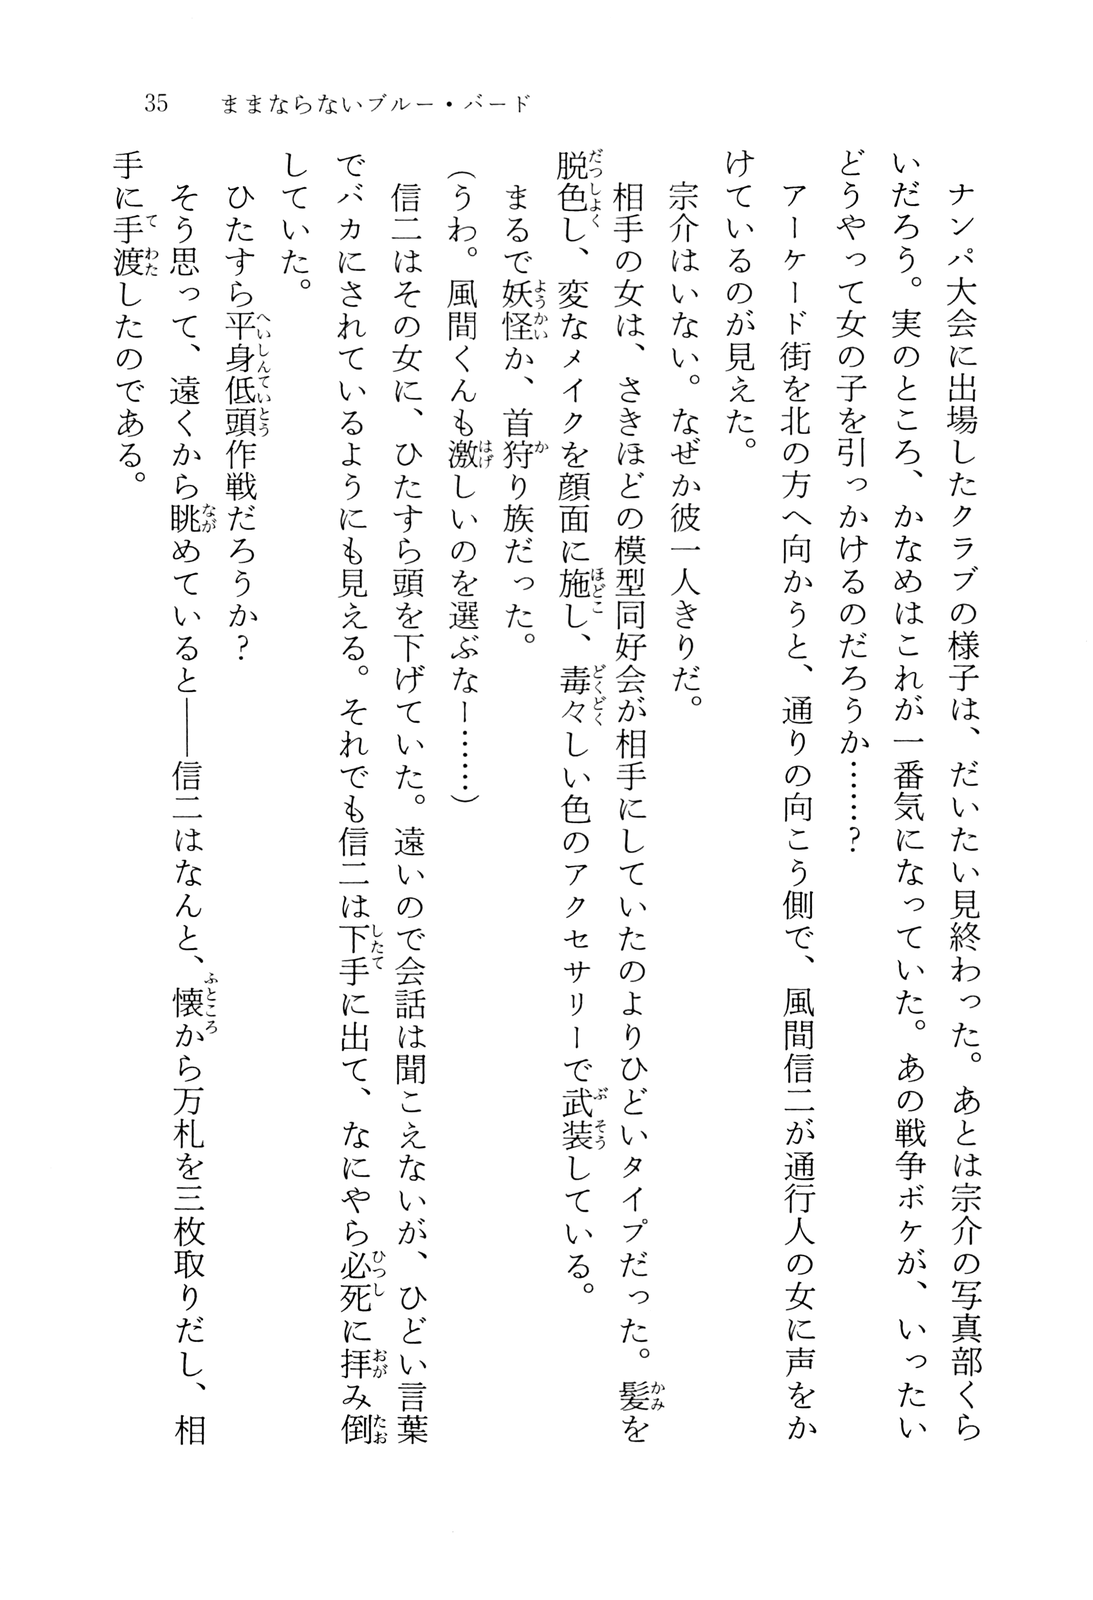 35 ままならないブルー・バード
ナンパ大会に出場したクラブの様子は、だいたい見終わった。あとは宗介の写真部くら
いだろう。実のところ、かなめはこれが一番気になっていた。あの戦争ボケが、いったい
どうやって女の子を引っかけるのだろうか……?
アーケード街を北の方へ向かうと、通りの向こう側で、風間信二が通行人の女に声をか
けているのが見えた。
宗介はいない。なぜか彼一人きりだ。
相手の女は、さきほどの模型同好会が相手にしていたのよりひどいタイプだった。髪を
脱色し、変なメイクを顔面に施し、毒々しい色のアクセサリーで武装している。
まるで妖怪か、首狩り族だった。
(うわ。風間くんも激しいのを選ぶなー……)
信二はその女に、ひたすら頭を下げていた。遠いので会話は聞こえないが、ひどい言葉
でバカにされているようにも見える。それでも信二は下手に出て、なにやら必死に拝み倒
していた。
ひたすら平身低頭作戦だろうか?
そう思って、遠くから眺めていると――信二はなんと、懐から万札を三枚取りだし、相
手に手渡したのである。